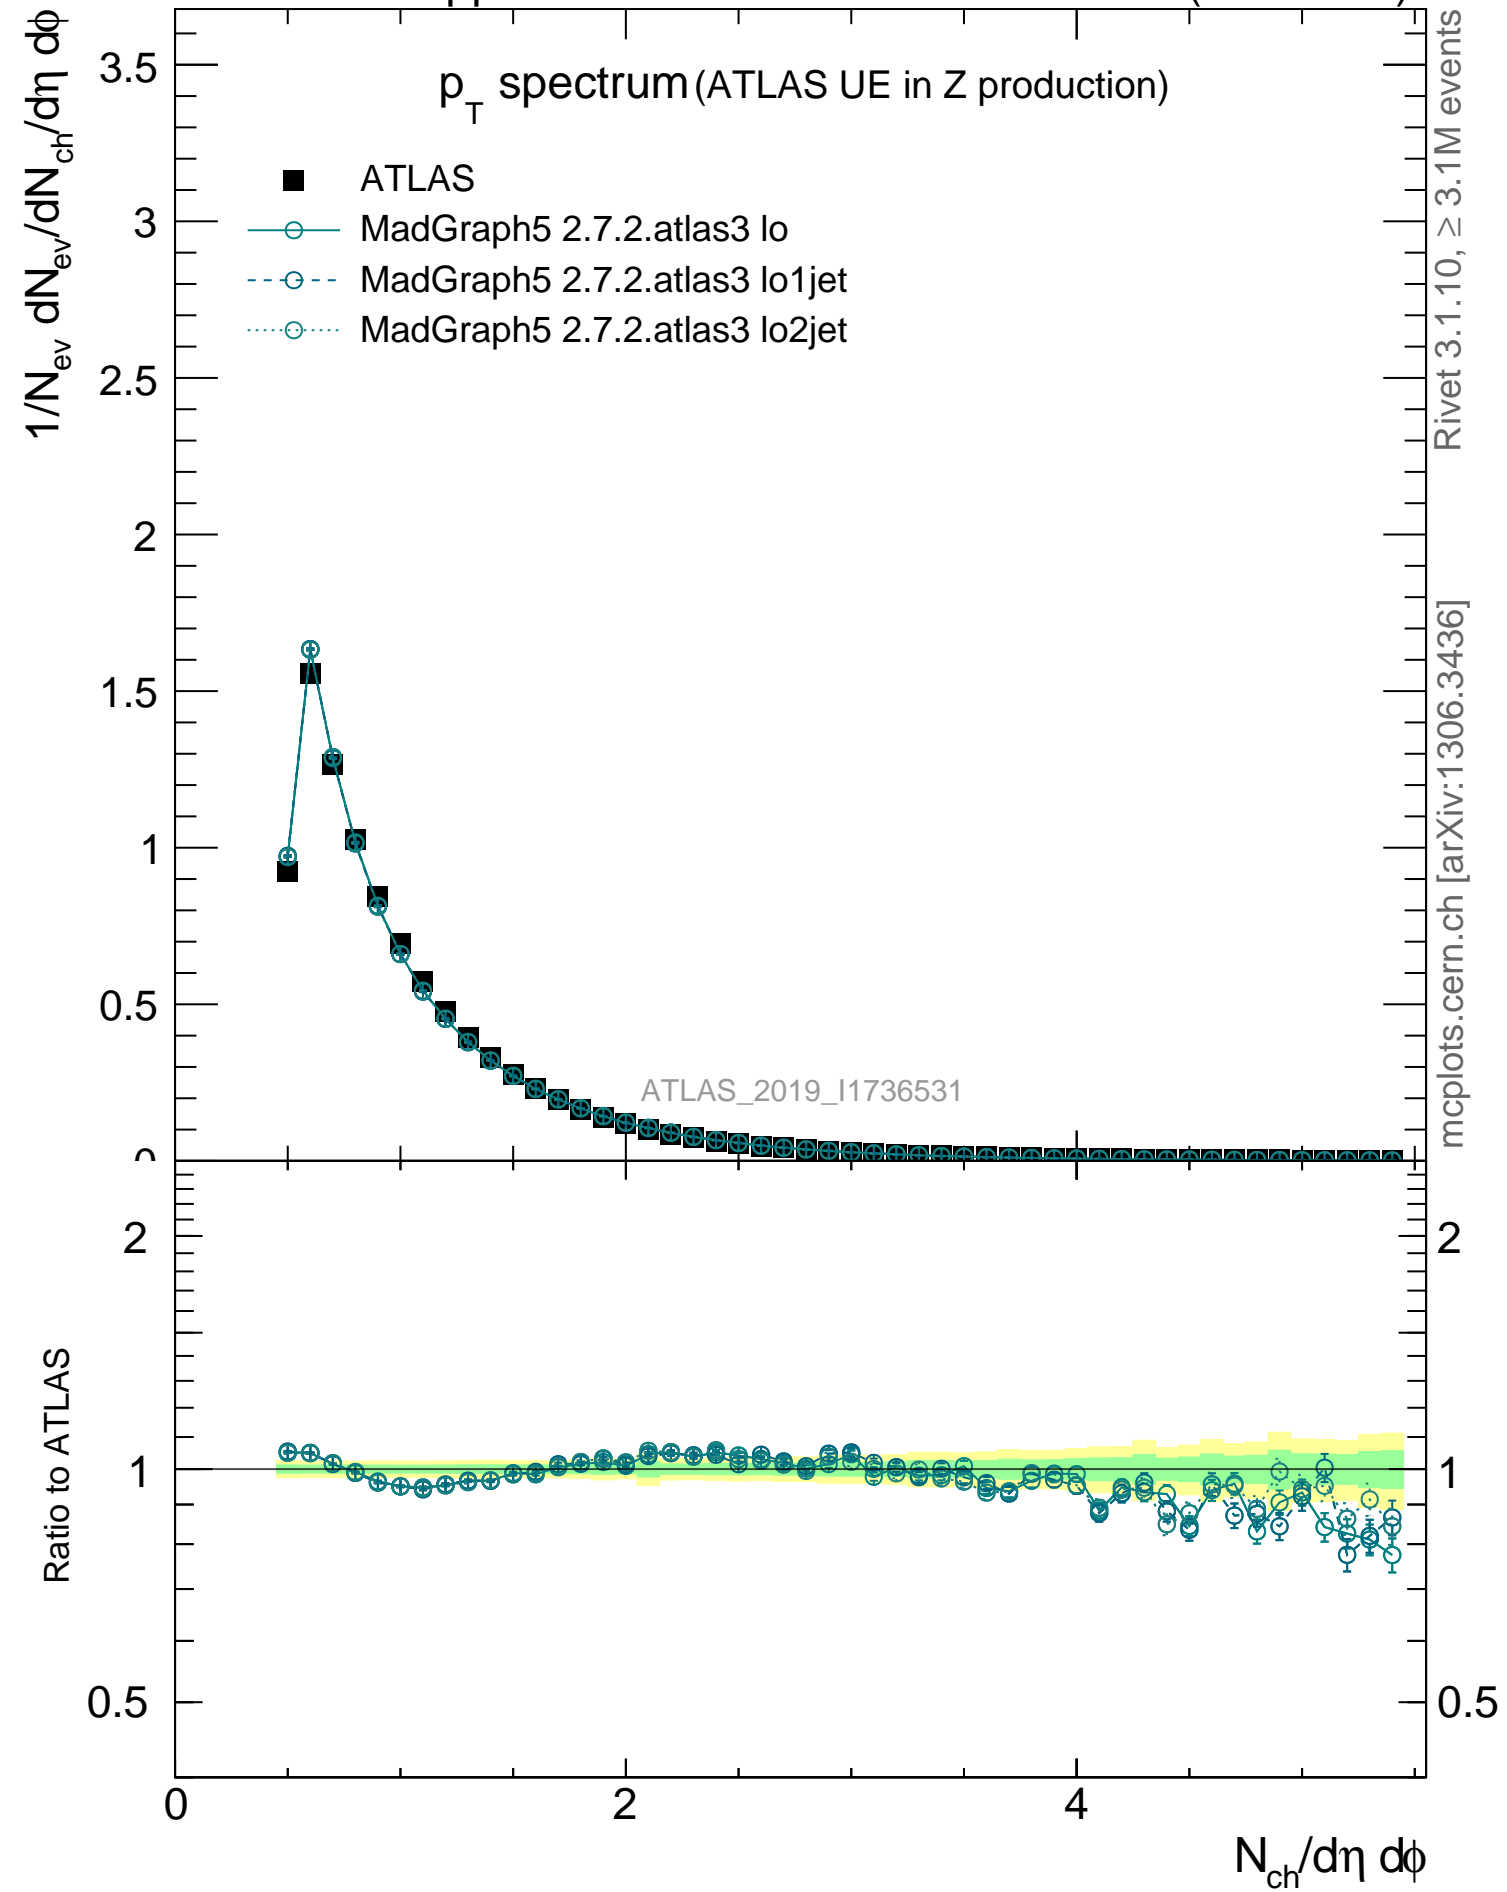 pp
1/N_ev dN_ev/dN_ch/dη dϕ
p_T spectrum (ATLAS UE in Z production)
ATLAS
MadGraph5 2.7.2.atlas3 lo
MadGraph5 2.7.2.atlas3 lo1jet
MadGraph5 2.7.2.atlas3 lo2jet
3.5
3
2.5
2
1.5
1
0.5
0
ATLAS_2019_I1736531
Rivet 3.1.10, ≥ 3.1M events
mcplots.cern.ch [arXiv:1306.3436]
Ratio to ATLAS
2
1
0.5
2
1
0.5
0
2
4
N_ch/dη dϕ